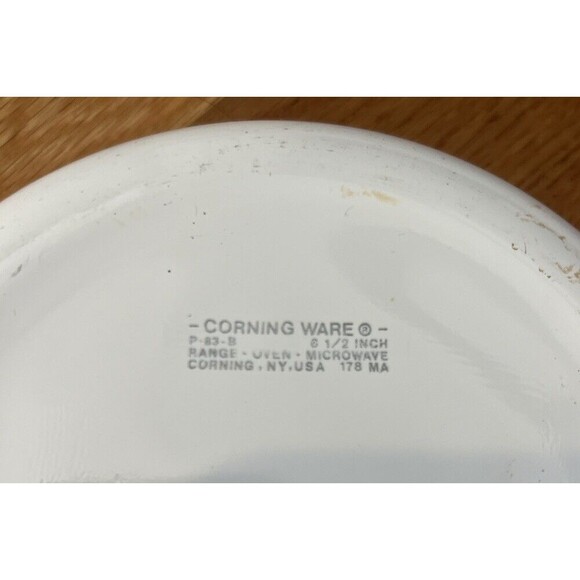 - CORNING WARE ® -
P-83-B 6 1/2 INCH
RANGE - OVEN - MICROWAVE
CORNING, NY, USA 178 MA